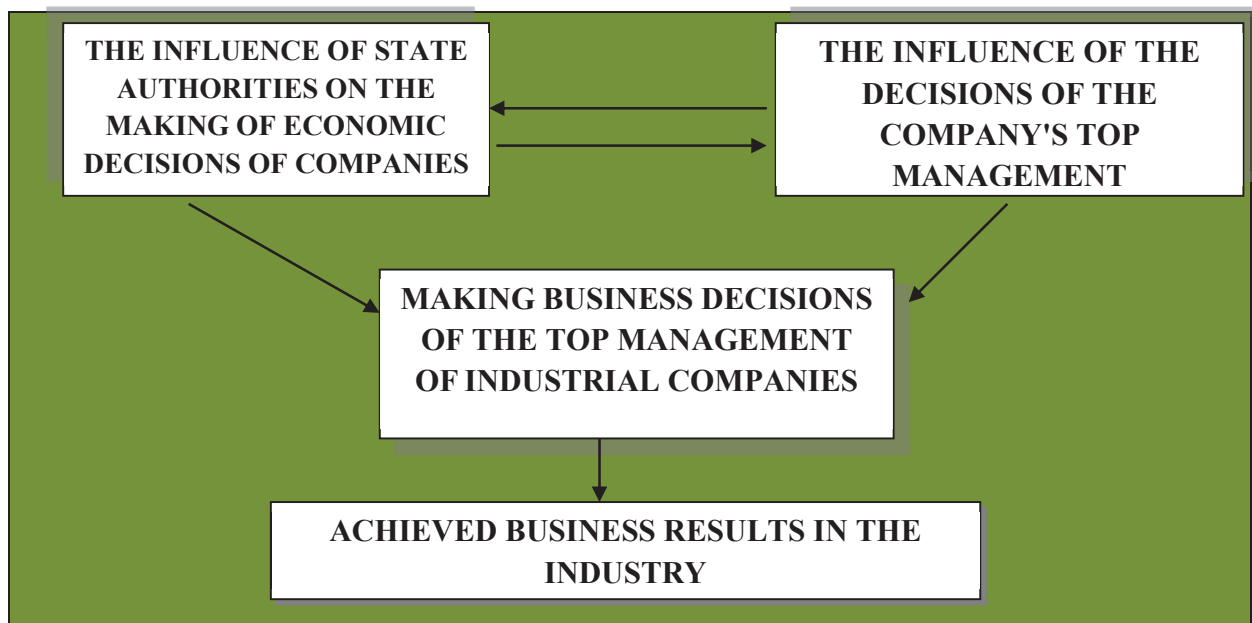 THE INFLUENCE OF STATE
AUTHORITIES ON THE
MAKING OF ECONOMIC
DECISIONS OF COMPANIES
THE INFLUENCE OF THE
DECISIONS OF THE
COMPANY'S TOP
MANAGEMENT
MAKING BUSINESS DECISIONS
OF THE TOP MANAGEMENT
OF INDUSTRIAL COMPANIES
ACHIEVED BUSINESS RESULTS IN THE
INDUSTRY